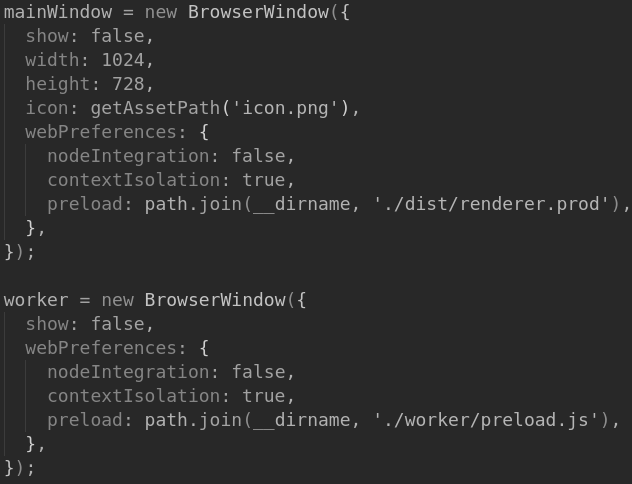 mainWindow = new BrowserWindow({
  show: false,
  width: 1024,
  height: 728,
  icon: getAssetPath('icon.png'),
  webPreferences: {
    nodeIntegration: false,
    contextIsolation: true,
    preload: path.join(__dirname, './dist/renderer.prod'),
  },
});

worker = new BrowserWindow({
  show: false,
  webPreferences: {
    nodeIntegration: false,
    contextIsolation: true,
    preload: path.join(__dirname, './worker/preload.js'),
  },
});